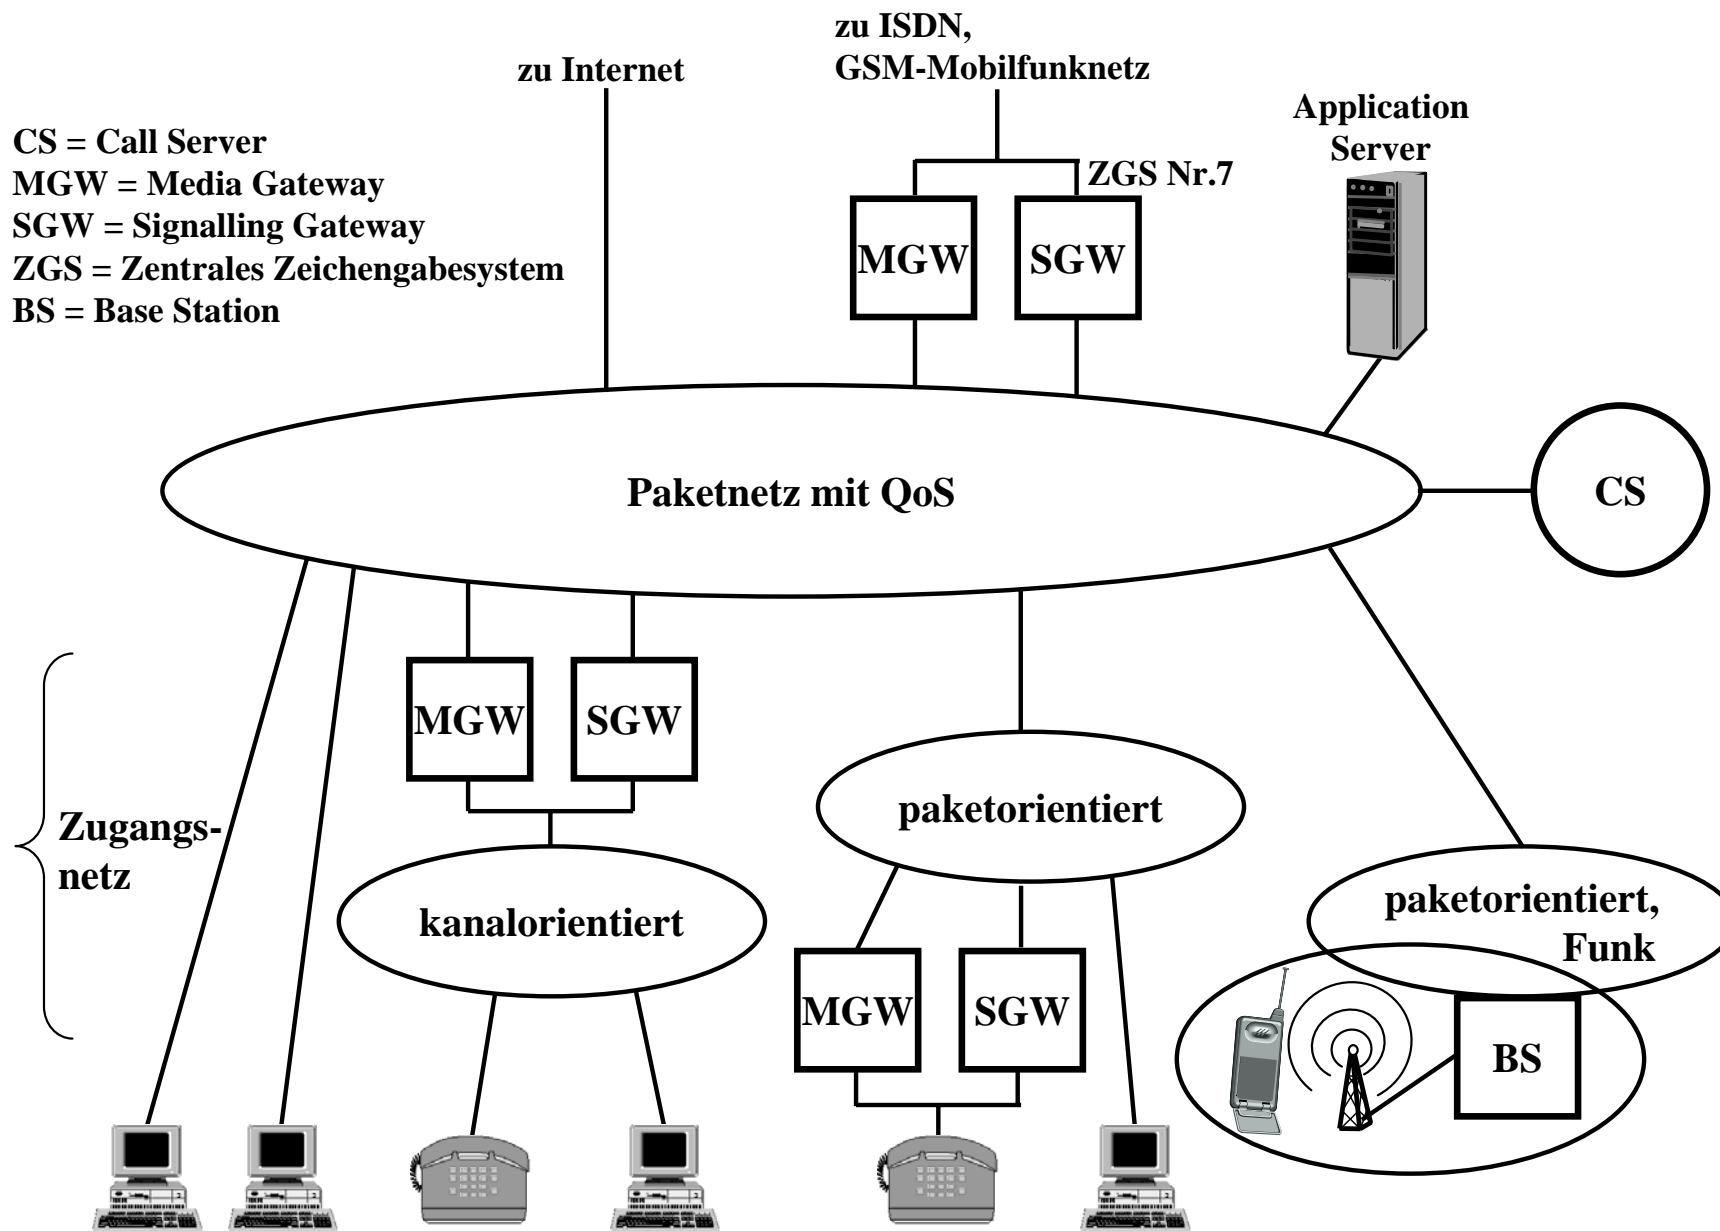 zu Internet
zu ISDN,
GSM-Mobilfunknetz
Application
Server
CS = Call Server
MGW = Media Gateway
SGW = Signalling Gateway
ZGS = Zentrales Zeichengabesystem
BS = Base Station
ZGS Nr.7
MGW
SGW
Paketnetz mit QoS
CS
MGW
SGW
Zugangs-
netz
paketorientiert
kanalorientiert
paketorientiert,
Funk
MGW
SGW
BS